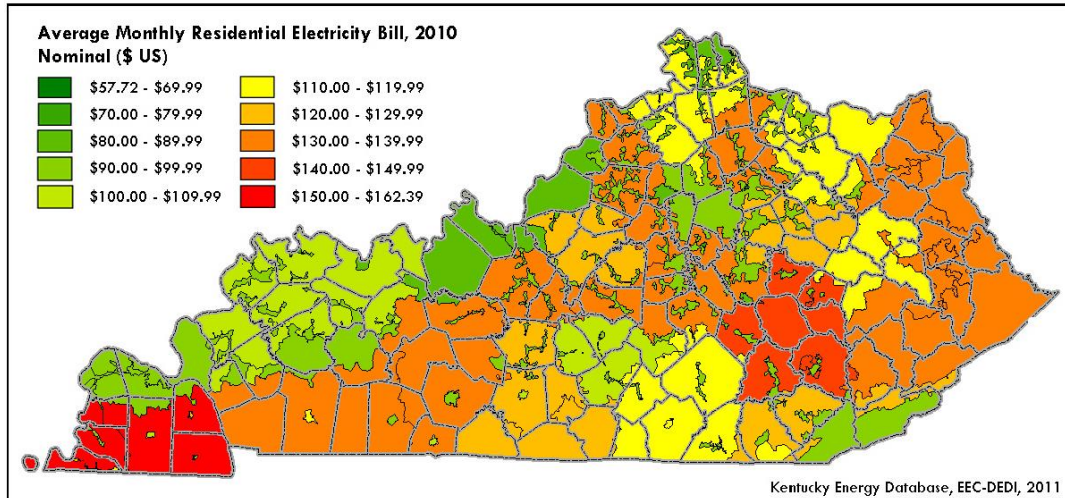 Average Monthly Residential Electricity Bill, 2010
Nominal ($ US)
$57.72 - $69.99
$70.00 - $79.99
$80.00 - $89.99
$90.00 - $99.99
$100.00 - $109.99
$110.00 - $119.99
$120.00 - $129.99
$130.00 - $139.99
$140.00 - $149.99
$150.00 - $162.39
Kentucky Energy Database, EEC-DEDI, 2011